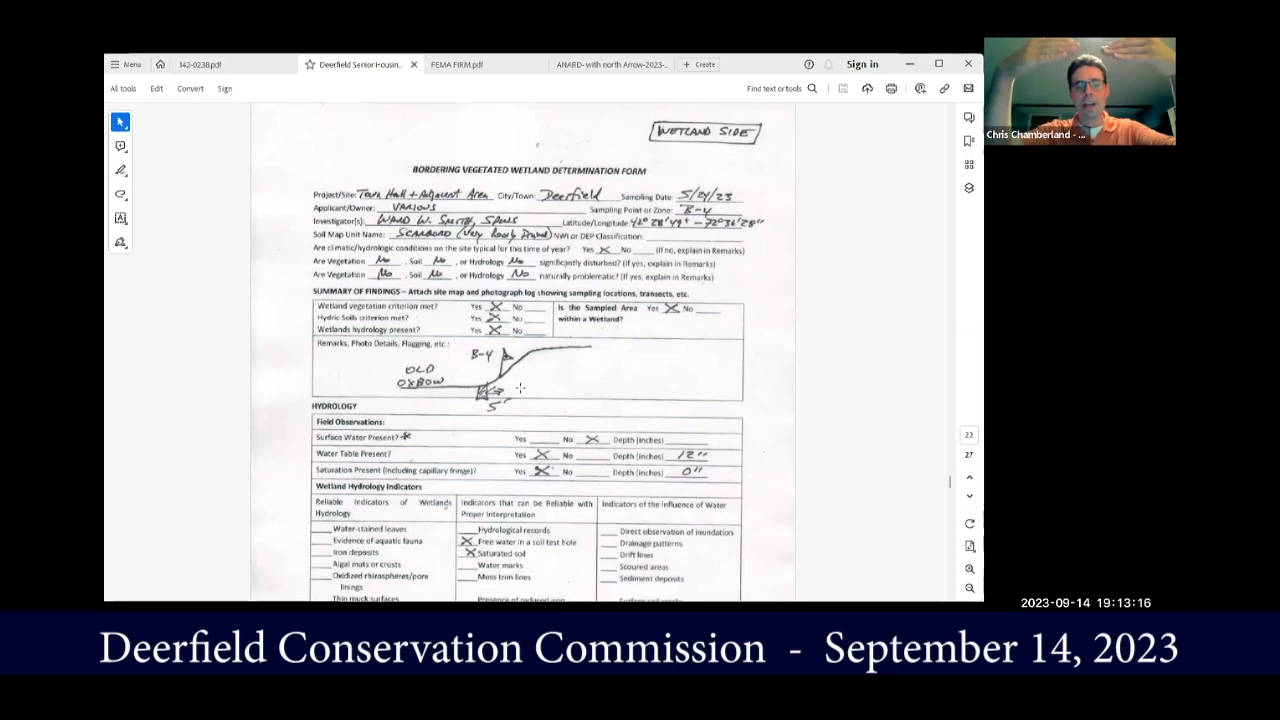 Menu 142-0238.pdf Deerfield Senior Housin... FEMA FIRM.pdf ANARD- with north Arrow-2023-... + Create Sign in
All tools Edit Convert Sign Find text or tools
Chris Chamberland - ...
WETLAND SIDE
BORDERING VEGETATED WETLAND DETERMINATION FORM
Project/Site: Town Hall + Adjacent Area City/Town: Deerfield Sampling Date: 5/24/23
Applicant/Owner: VARIOUS Sampling Point or Zone: B-4
Investigator(s): WARD W. SMITH, SPWS Latitude/Longitude: 42° 28' 49" - 72° 36' 28"
Soil Map Unit Name: SCARBORO (Very Poorly Drained) NWI or DEP Classification:
Are climatic/hydrologic conditions on the site typical for this time of year? Yes X No (If no, explain in Remarks)
Are Vegetation No , Soil No , or Hydrology No significantly disturbed? (If yes, explain in Remarks)
Are Vegetation No , Soil No , or Hydrology No naturally problematic? (If yes, explain in Remarks)
SUMMARY OF FINDINGS – Attach site map and photograph log showing sampling locations, transects, etc.
Wetland vegetation criterion met? Yes X No Is the Sampled Area Yes X No
Hydric Soils criterion met? Yes X No within a Wetland?
Wetlands hydrology present? Yes X No
Remarks, Photo Details, Flagging, etc.:
B-4
OLD
OXBOW
5'
HYDROLOGY
Field Observations:
Surface Water Present? * Yes No X Depth (inches)
22
Water Table Present? Yes X No Depth (inches) 12"
27
Saturation Present (including capillary fringe)? Yes X No Depth (inches) 0"
Wetland Hydrology Indicators
Reliable Indicators of Wetlands Hydrology
Indicators that can be Reliable with Proper Interpretation
Indicators of the Influence of Water
Water-stained leaves Hydrological records Direct observation of inundation
Evidence of aquatic fauna X Free water in a soil test hole Drainage patterns
Iron deposits X Saturated soil Drift lines
Algal mats or crusts Water marks Scoured areas
Oxidized rhizospheres/pore linings Moss trim lines Sediment deposits
Thin muck surfaces Presence of reduced iron
2023-09-14 19:13:16
Deerfield Conservation Commission - September 14, 2023